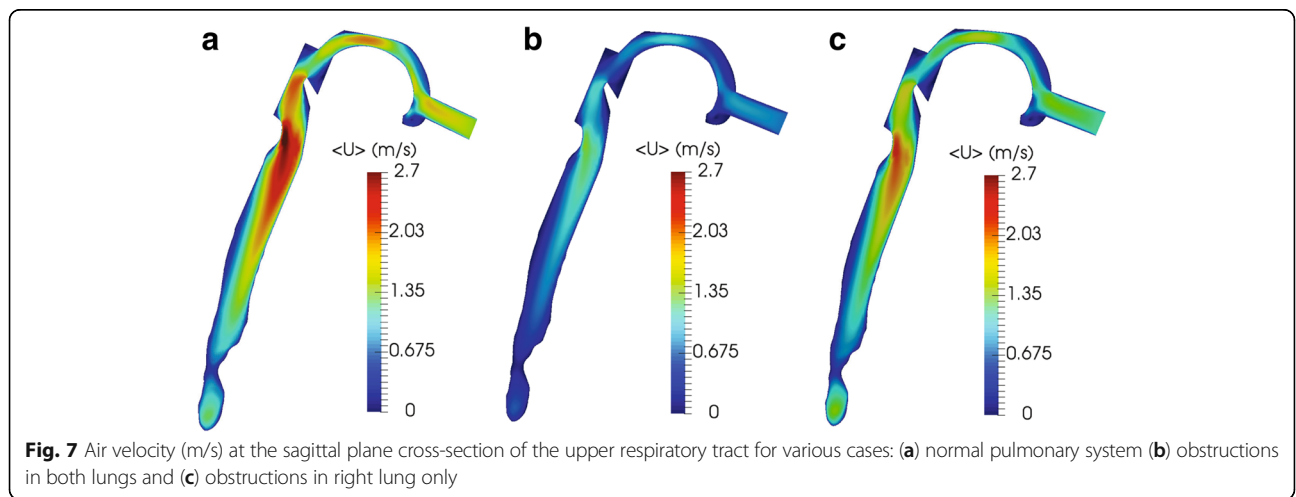 a
b
c
<U> (m/s)
2.7
2.03
1.35
0.675
0
<U> (m/s)
2.7
2.03
1.35
0.675
0
<U> (m/s)
2.7
2.03
1.35
0.675
0
Fig. 7 Air velocity (m/s) at the sagittal plane cross-section of the upper respiratory tract for various cases: (a) normal pulmonary system (b) obstructions
in both lungs and (c) obstructions in right lung only